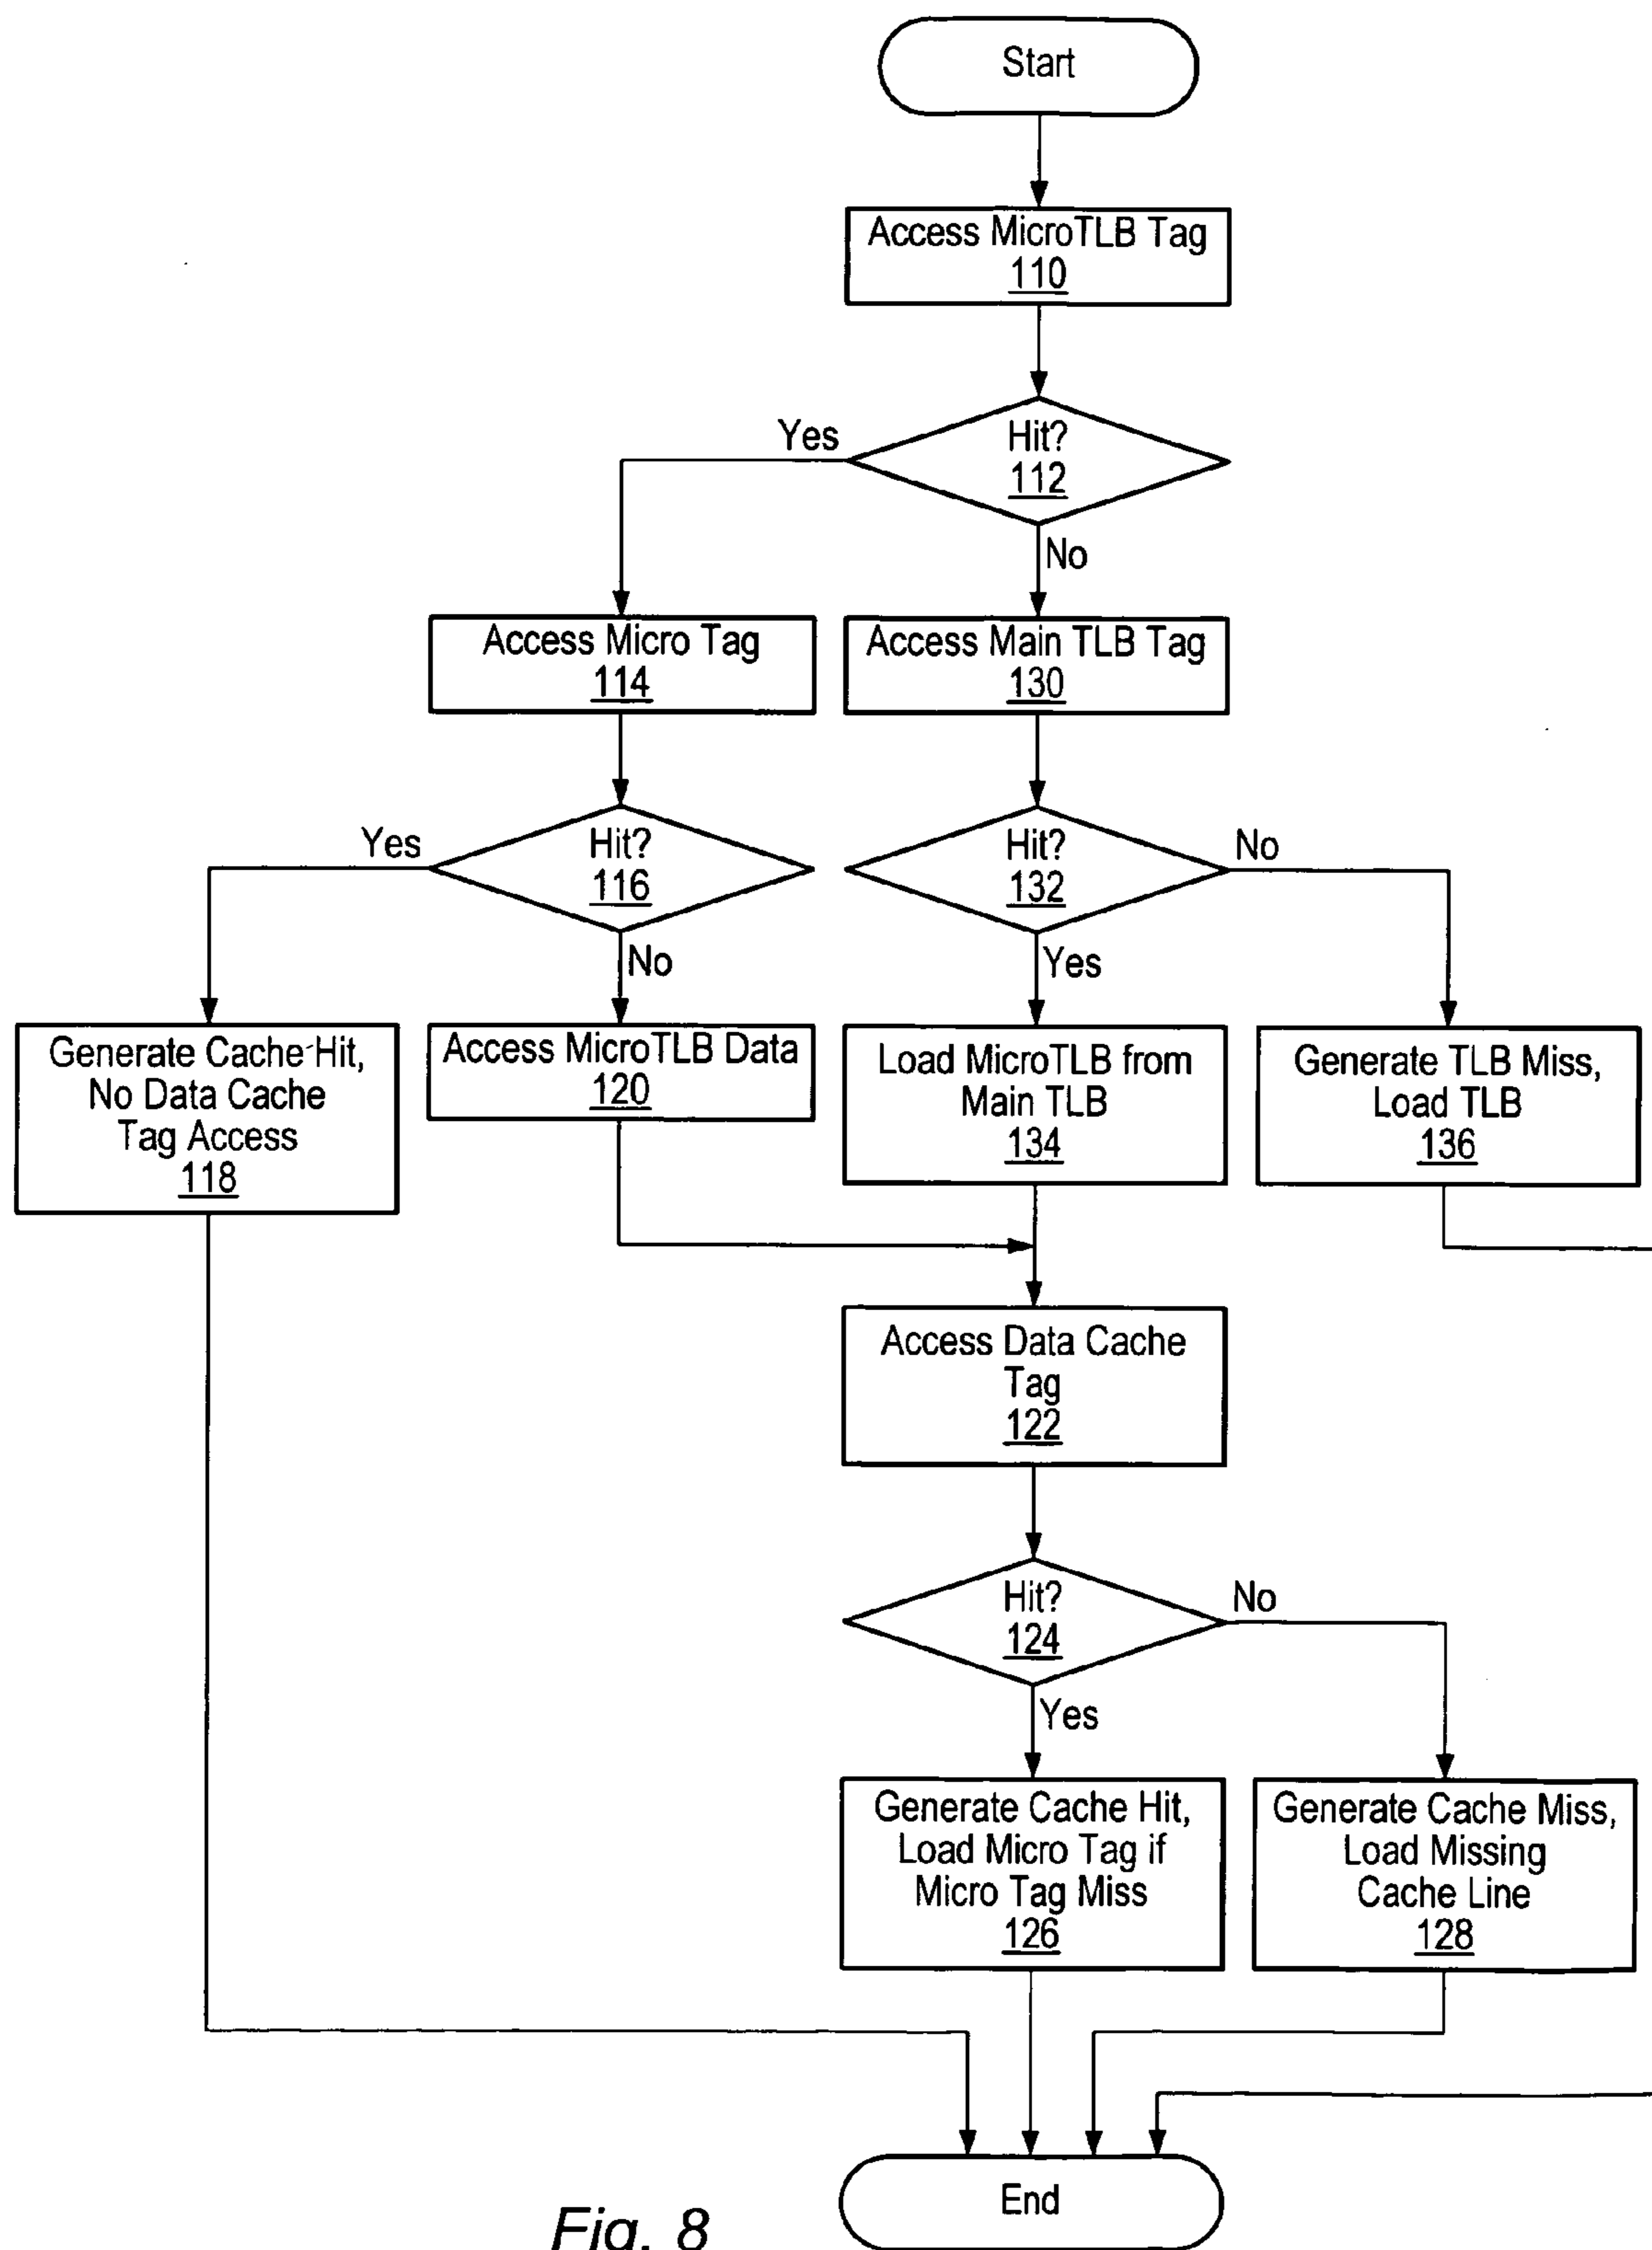 Start
Access MicroTLB Tag
110
Hit?
112
Yes
No
Access Micro Tag
114
Access Main TLB Tag
130
Hit?
116
Yes
No
Hit?
132
No
Yes
Generate Cache Hit,
No Data Cache
Tag Access
118
Access MicroTLB Data
120
Load MicroTLB from
Main TLB
134
Generate TLB Miss,
Load TLB
136
Access Data Cache
Tag
122
Hit?
124
No
Yes
Generate Cache Hit,
Load Micro Tag if
Micro Tag Miss
126
Generate Cache Miss,
Load Missing
Cache Line
128
End
Fig. 8